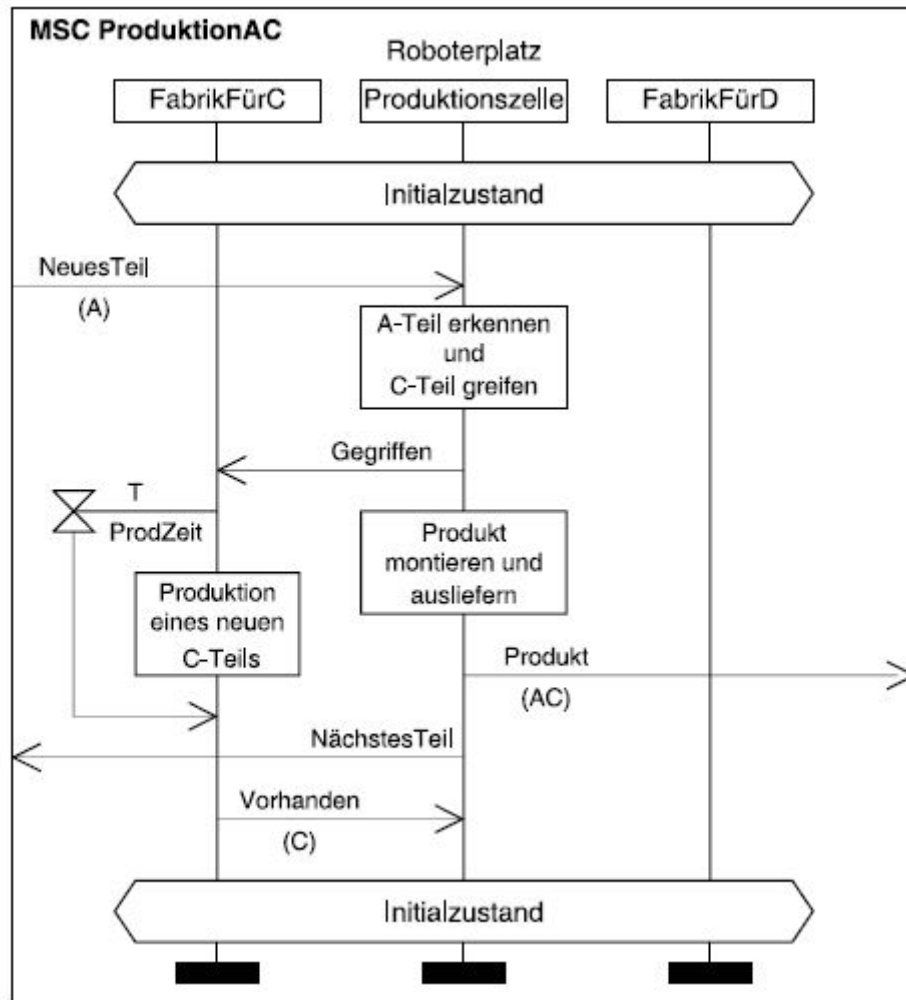 MSC ProduktionAC
Roboterplatz
FabrikFürC
Produktionszelle
FabrikFürD
Initialzustand
NeuesTeil
(A)
A-Teil erkennen
und
C-Teil greifen
Gegriffen
T
ProdZeit
Produkt
montieren und
ausliefern
Produktion
eines neuen
C-Teils
Produkt
(AC)
NächstesTeil
Vorhanden
(C)
Initialzustand